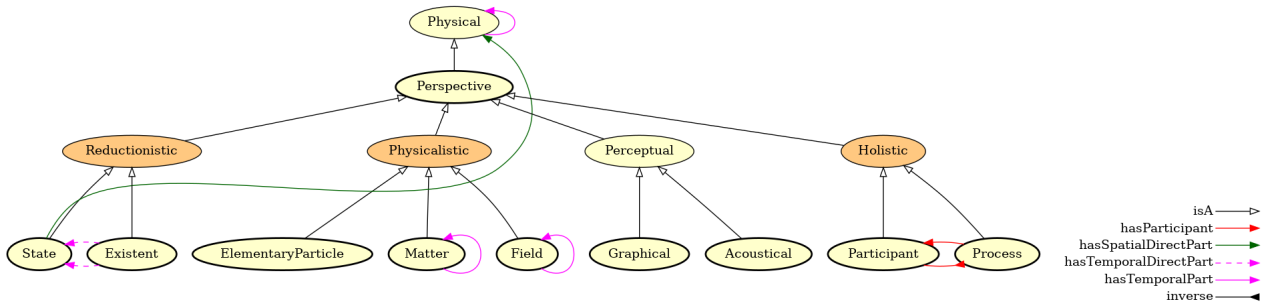 Physical
Perspective
Reductionistic
Physicalistic
Perceptual
Holistic
State
Existent
ElementaryParticle
Matter
Field
Graphical
Acoustical
Participant
Process
isA
hasParticipant
hasSpatialDirectPart
hasTemporalDirectPart
hasTemporalPart
inverse